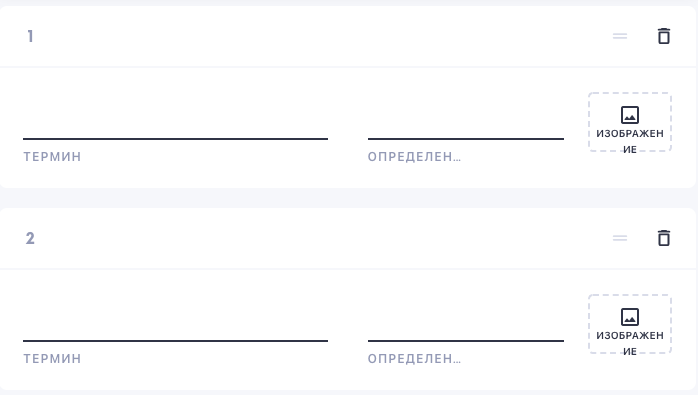 1
ТЕРМИН
ОПРЕДЕЛЕН...
ИЗОБРАЖЕН
ИЕ
2
ТЕРМИН
ОПРЕДЕЛЕН...
ИЗОБРАЖЕН
ИЕ